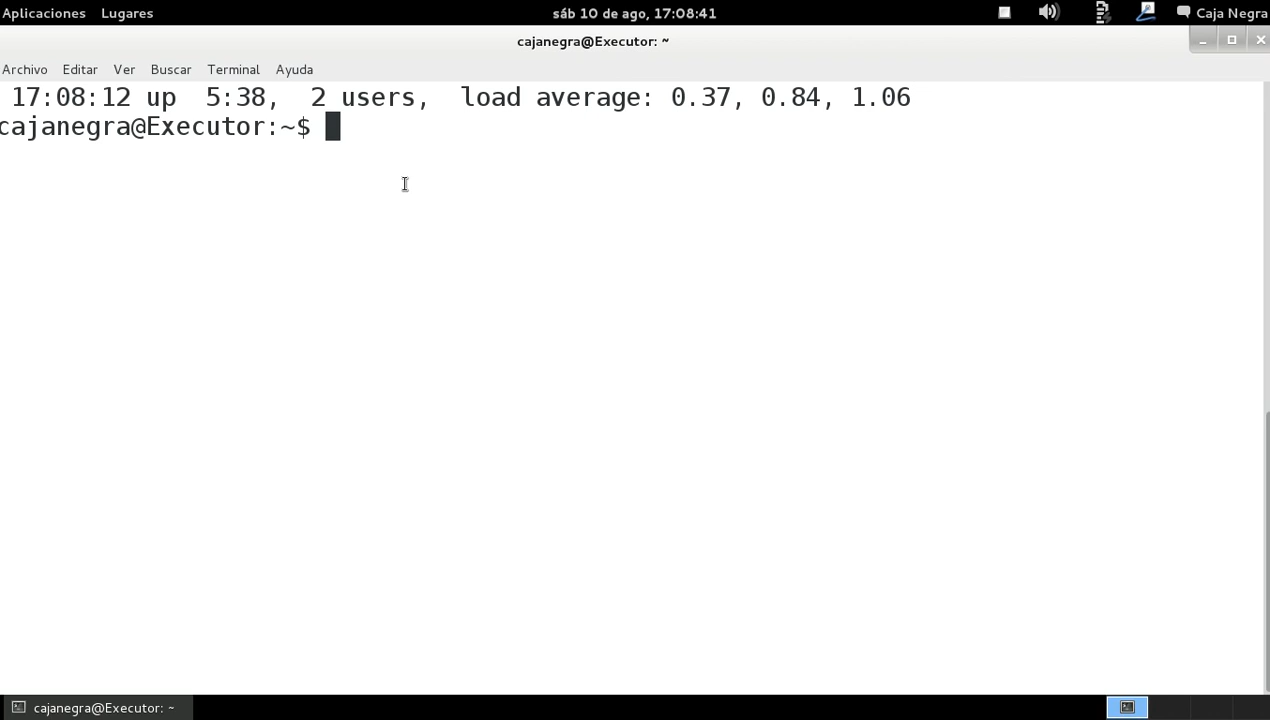 Aplicaciones Lugares sáb 10 de ago, 17:08:41 Caja Negra
cajanegra@Executor: ~
Archivo Editar Ver Buscar Terminal Ayuda
17:08:12 up  5:38,  2 users,  load average: 0.37, 0.84, 1.06
cajanegra@Executor:~$
cajanegra@Executor: ~